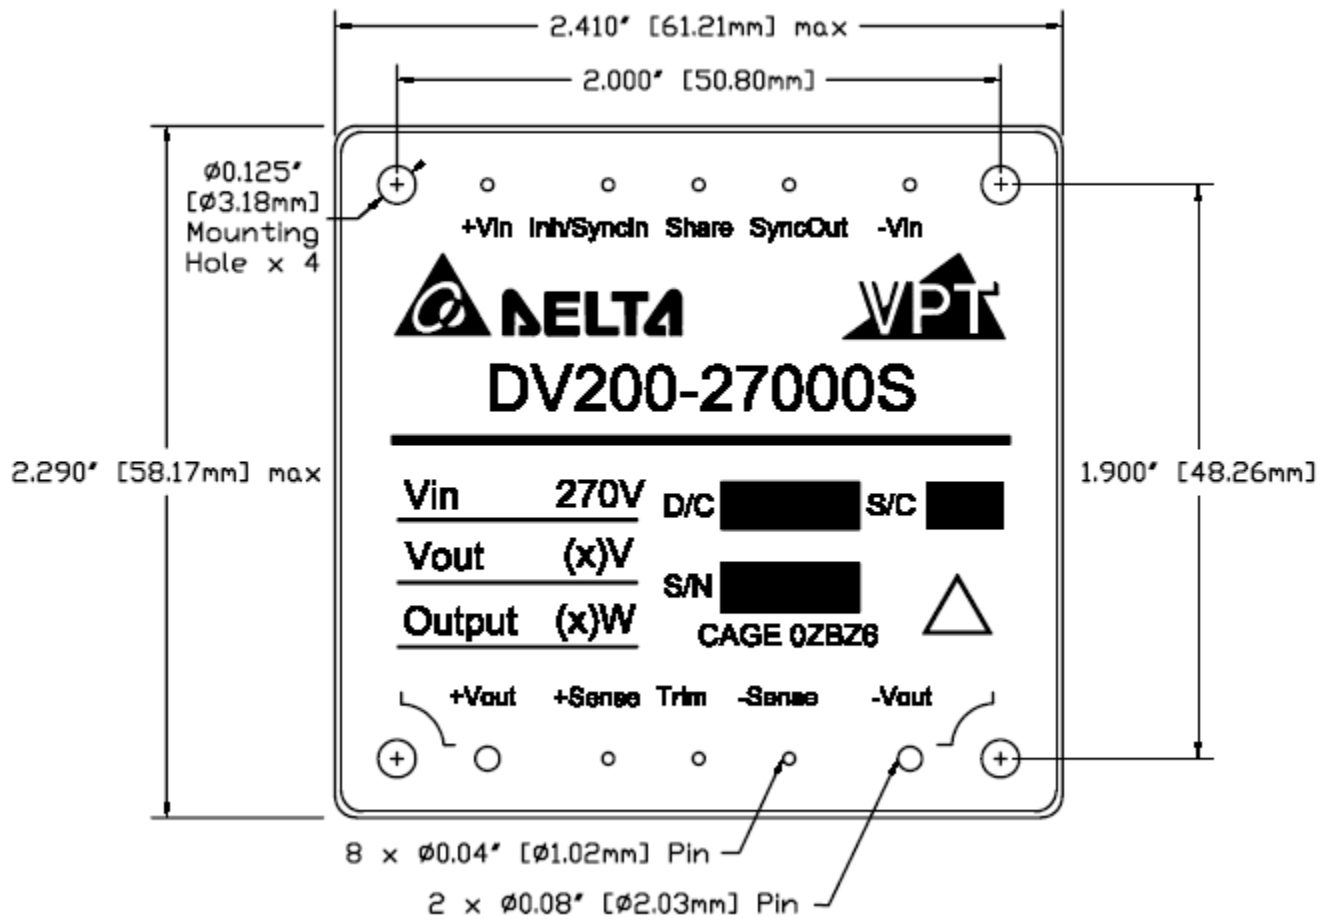 2.410" [61.21mm] max
2.000" [50.80mm]
Ø0.125"
[Ø3.18mm]
Mounting
Hole x 4
+Vin Inh/SyncIn Share SyncOut -Vin
DELTA VPT
DV200-27000S
2.290" [58.17mm] max
1.900" [48.26mm]
Vin 270V D/C S/C
Vout (x)V
S/N
Output (x)W
CAGE 0ZBZ6
+Vout +Sense Trim -Sense -Vout
8 x Ø0.04" [Ø1.02mm] Pin
2 x Ø0.08" [Ø2.03mm] Pin